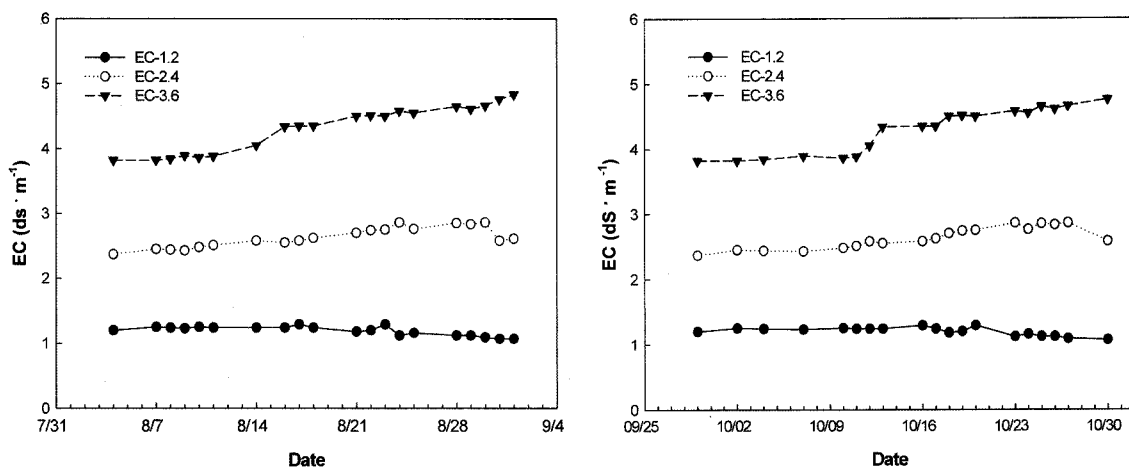 6
5
4
3
2
1
0
EC (ds · m⁻¹)
EC-1.2
EC-2.4
EC-3.6
7/31 8/7 8/14 8/21 8/28 9/4
Date
6
5
4
3
2
1
0
EC (dS · m⁻¹)
EC-1.2
EC-2.4
EC-3.6
09/25 10/02 10/09 10/16 10/23 10/30
Date